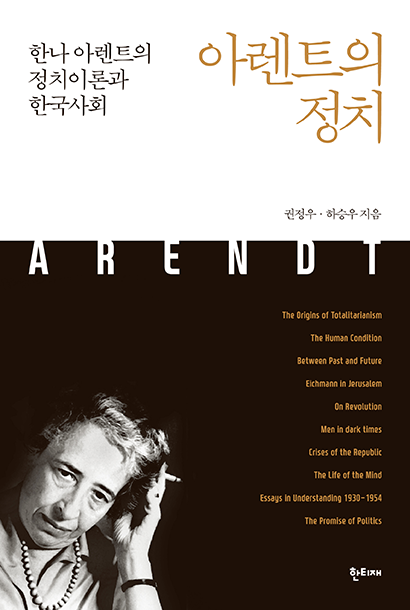 한나 아렌트의
정치이론과
한국사회
아렌트의
정치
권정우 · 하승우 지음
ARENDT
The Origins of Totalitarianism
The Human Condition
Between Past and Future
Eichmann in Jerusalem
On Revolution
Men in dark times
Crises of the Republic
The Life of the Mind
Essays in Understanding 1930-1954
The Promise of Politics
한티재